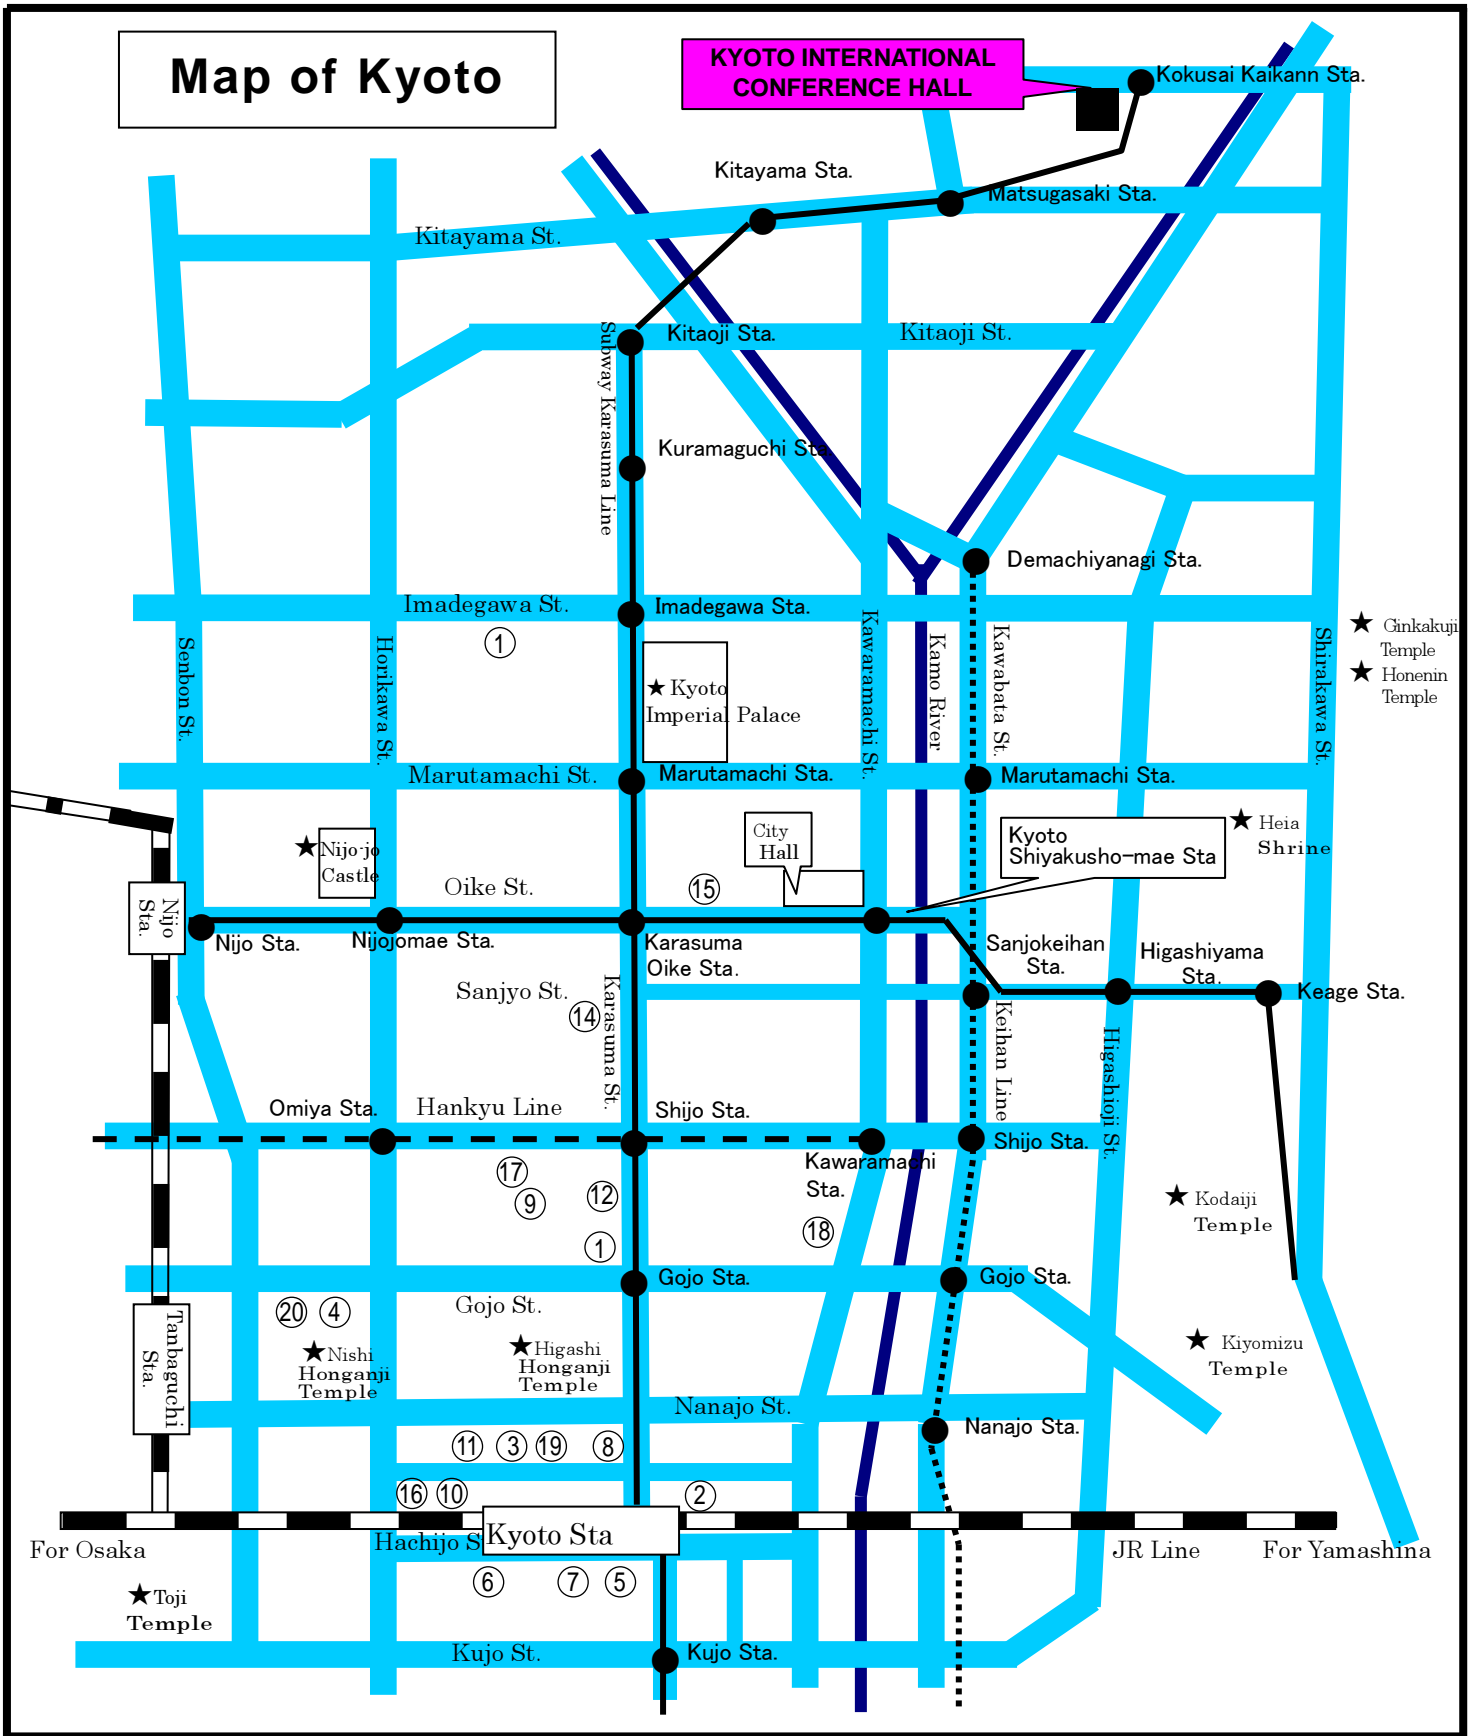 Map of Kyoto
KYOTO INTERNATIONAL
CONFERENCE HALL
Kokusai Kaikann Sta.
Kitayama Sta.
Matsugasaki Sta.
Kitayama St.
Subway Karasuma Line
Kitaoji Sta.
Kitaoji St.
Kuramaguchi Sta.
Demachiyanagi Sta.
Imadegawa St.
Imadegawa Sta.
1
Senbon St.
Horikawa St.
Kawaramachi St.
Kamo River
Kawabata St.
Shirakawa St.
★ Ginkakuji
Temple
★ Honenin
Temple
★ Kyoto
Imperial Palace
Marutamachi St.
Marutamachi Sta.
Marutamachi Sta.
★ Nijo-jo
Castle
City
Hall
Kyoto
Shiyakusho-mae Sta
★ Heia
Shrine
Oike St.
15
Nijo
Sta.
Nijo Sta.
Nijojomae Sta.
Karasuma
Oike Sta.
Sanjokeihan
Sta.
Higashiyama
Sta.
Keage Sta.
Sanjyo St.
14
Karasuma St.
Keihan Line
Higashioji St.
Omiya Sta.
Hankyu Line
Shijo Sta.
Kawaramachi
Sta.
Shijo Sta.
17
9
12
1
18
★ Kodaiji
Temple
Gojo Sta.
Gojo Sta.
Gojo St.
20
4
Tanbaguchi
Sta.
★ Nishi
Honganji
Temple
★ Higashi
Honganji
Temple
★ Kiyomizu
Temple
Nanajo St.
Nanajo Sta.
11
3
19
8
16
10
2
Kyoto Sta
For Osaka
Hachijo S
JR Line
For Yamashina
6
7
5
★ Toji
Temple
Kujo St.
Kujo Sta.